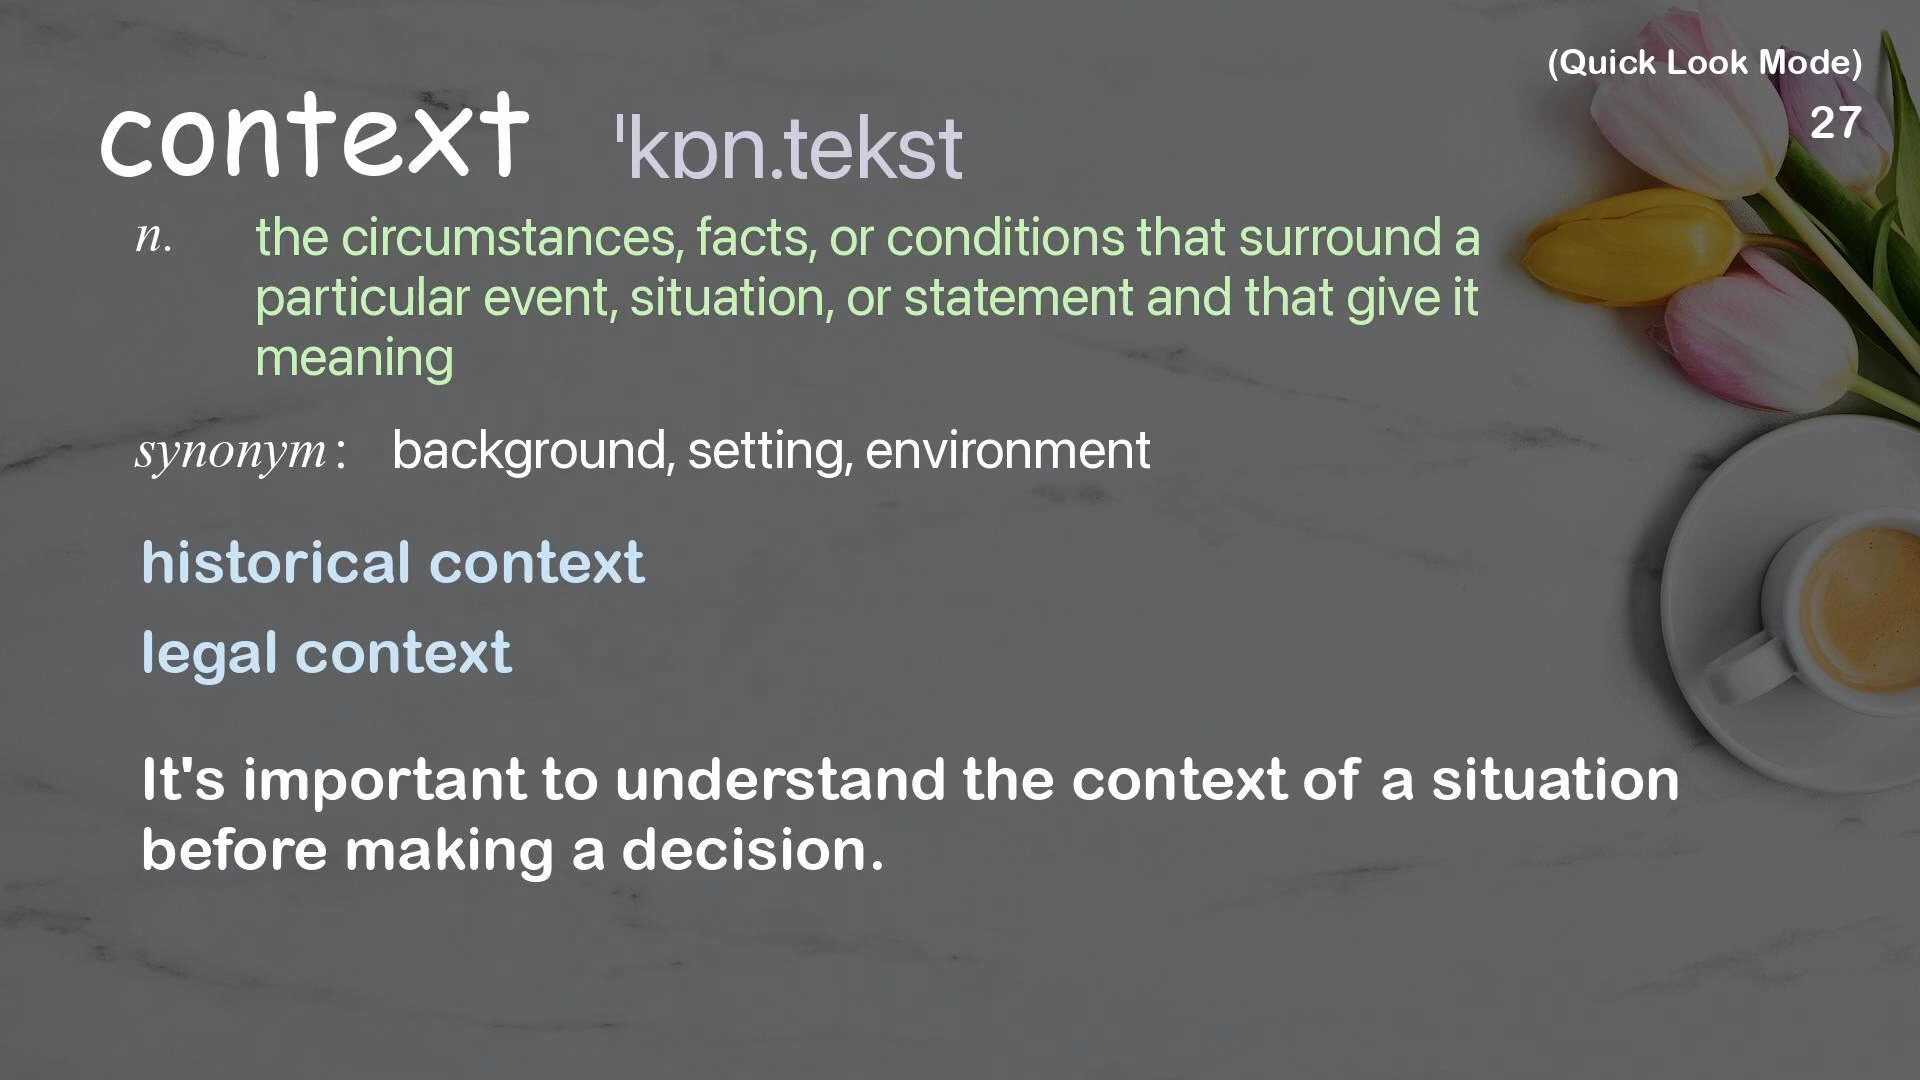 (Quick Look Mode)
27
context ˈkɒn.tekst
n. the circumstances, facts, or conditions that surround a
particular event, situation, or statement and that give it
meaning
synonym: background, setting, environment
historical context
legal context
It's important to understand the context of a situation
before making a decision.